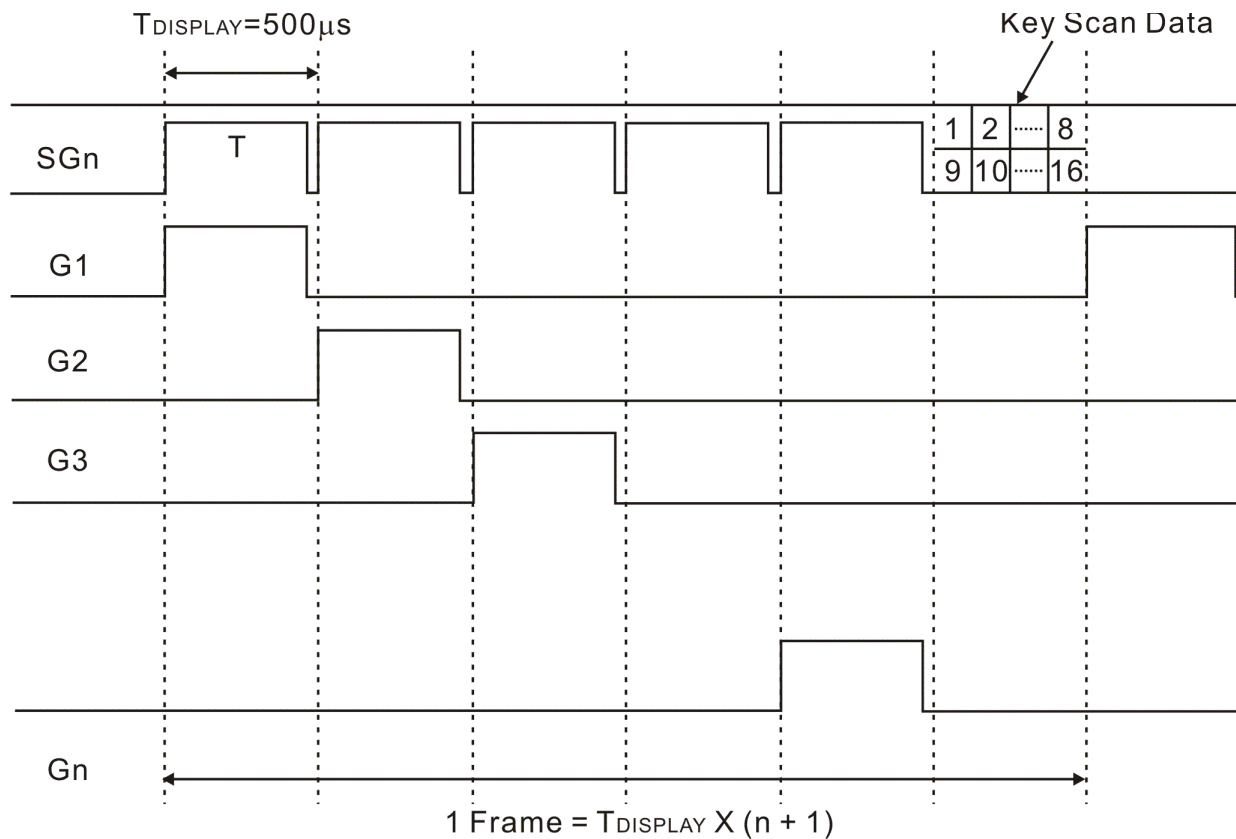 TDISPLAY=500μs
Key Scan Data
SGn
T
1 2 ...... 8
9 10 ...... 16
G1
G2
G3
Gn
1 Frame = TDISPLAY X (n + 1)